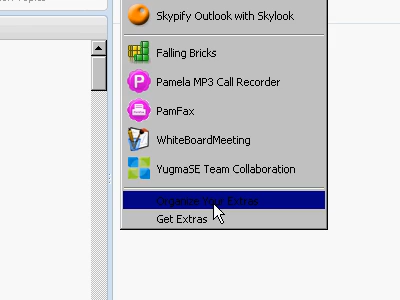 Skypify Outlook with Skylook
Falling Bricks
Pamela MP3 Call Recorder
PamFax
WhiteBoardMeeting
YugmaSE Team Collaboration
Organize Your Extras
Get Extras